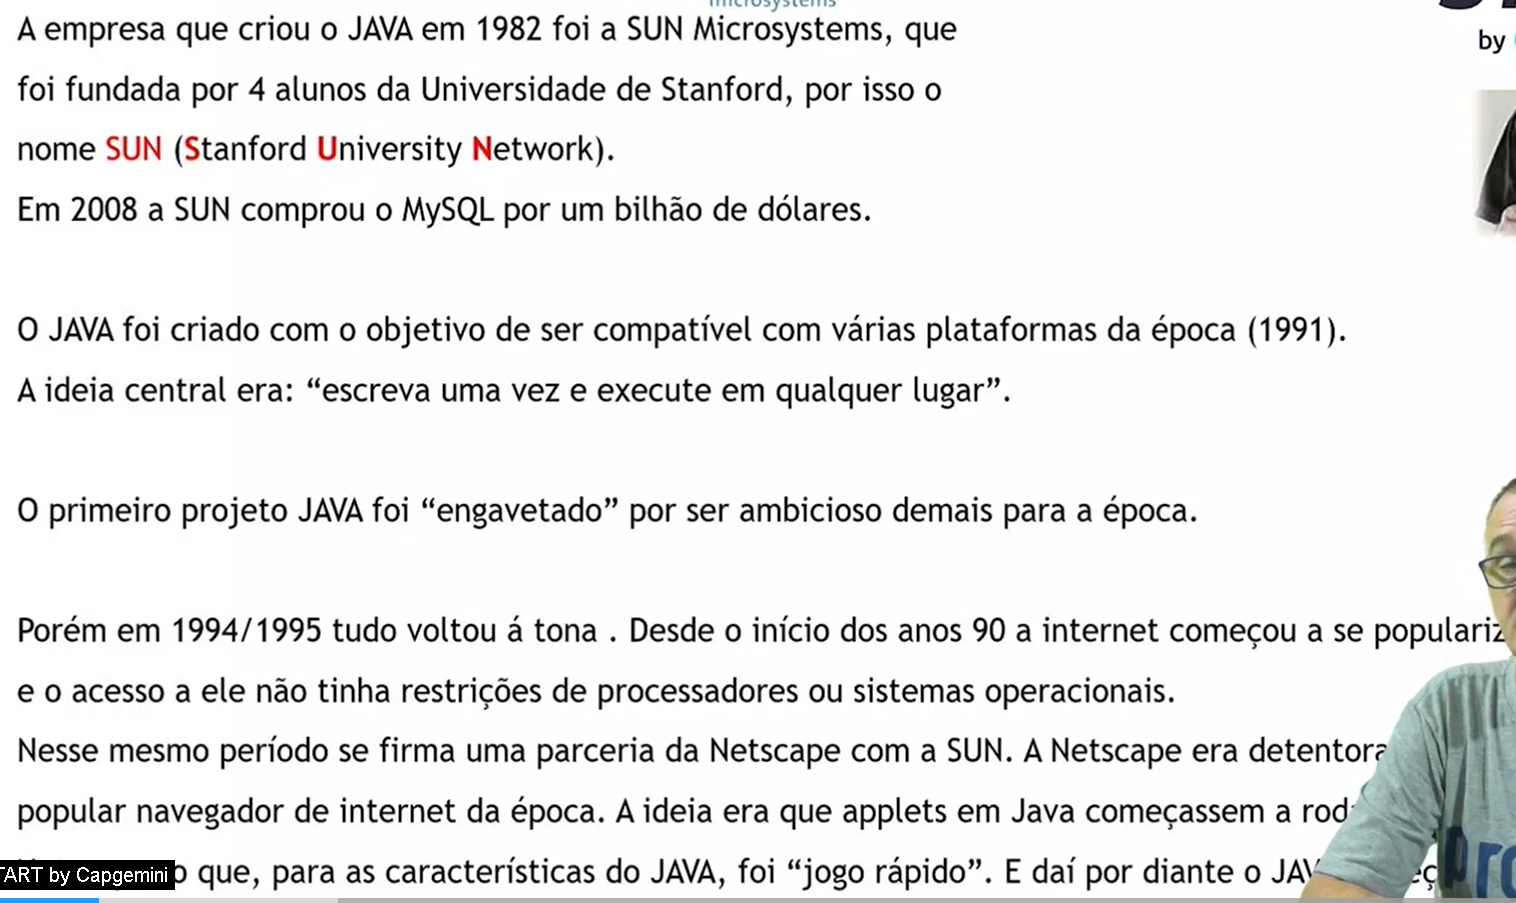 microsystems
A empresa que criou o JAVA em 1982 foi a SUN Microsystems, que
by
foi fundada por 4 alunos da Universidade de Stanford, por isso o
nome SUN (Stanford University Network).
Em 2008 a SUN comprou o MySQL por um bilhão de dólares.
O JAVA foi criado com o objetivo de ser compatível com várias plataformas da época (1991).
A ideia central era: “escreva uma vez e execute em qualquer lugar”.
O primeiro projeto JAVA foi “engavetado” por ser ambicioso demais para a época.
Porém em 1994/1995 tudo voltou á tona . Desde o início dos anos 90 a internet começou a se populariz
e o acesso a ele não tinha restrições de processadores ou sistemas operacionais.
Nesse mesmo período se firma uma parceria da Netscape com a SUN. A Netscape era detentora
popular navegador de internet da época. A ideia era que applets em Java começassem a rod
que, para as características do JAVA, foi “jogo rápido”. E daí por diante o JAV
TART by Capgemini